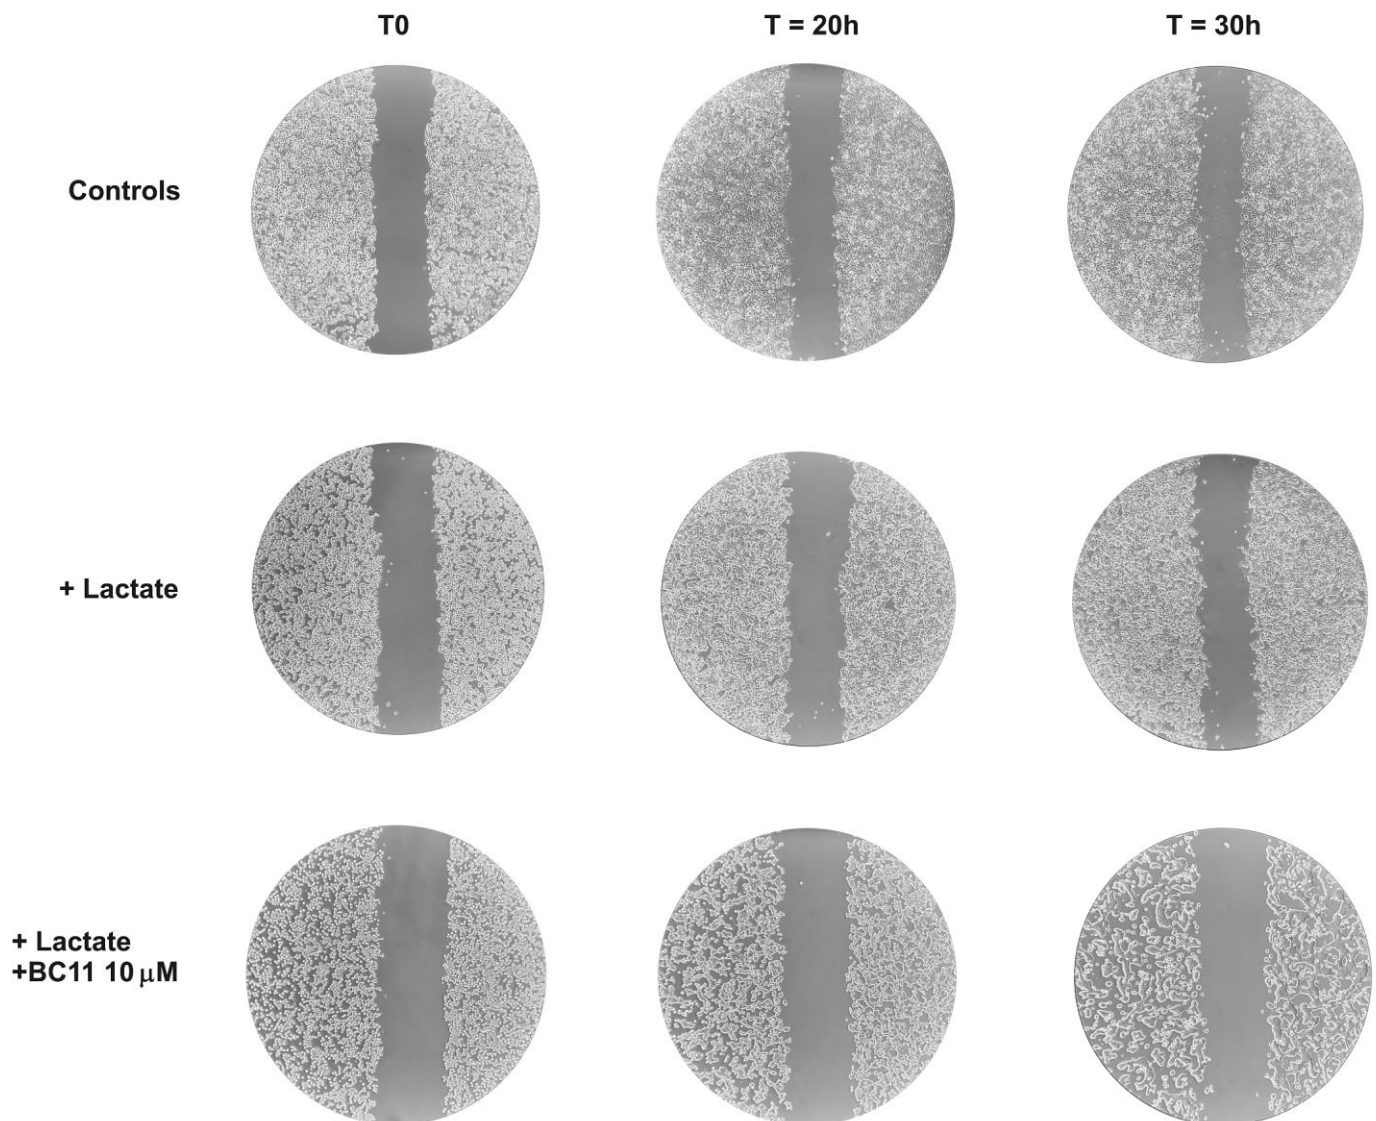 T0
T = 20h
T = 30h
Controls
+ Lactate
+ Lactate
+BC11 10 μM